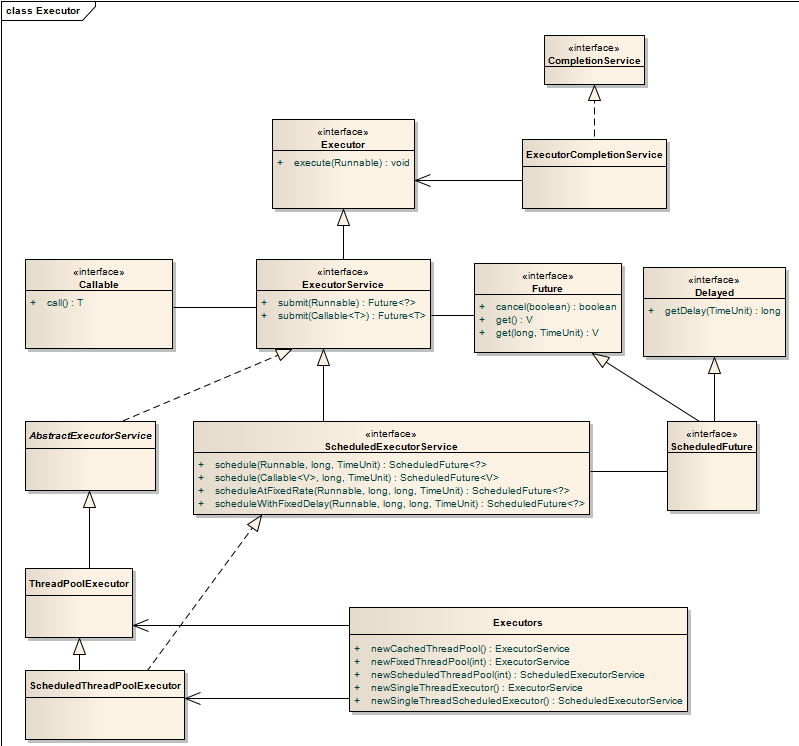 class Executor
«interface»
CompletionService
«interface»
Executor
+ execute(Runnable) : void
ExecutorCompletionService
«interface»
Callable
+ call() : T
«interface»
ExecutorService
+ submit(Runnable) : Future<?>
+ submit(Callable<T>) : Future<T>
«interface»
Future
+ cancel(boolean) : boolean
+ get() : V
+ get(long, TimeUnit) : V
«interface»
Delayed
+ getDelay(TimeUnit) : long
AbstractExecutorService
«interface»
ScheduledExecutorService
+ schedule(Runnable, long, TimeUnit) : ScheduledFuture<?>
+ schedule(Callable<V>, long, TimeUnit) : ScheduledFuture<V>
+ scheduleAtFixedRate(Runnable, long, long, TimeUnit) : ScheduledFuture<?>
+ scheduleWithFixedDelay(Runnable, long, long, TimeUnit) : ScheduledFuture<?>
«interface»
ScheduledFuture
ThreadPoolExecutor
Executors
+ newCachedThreadPool() : ExecutorService
+ newFixedThreadPool(int) : ExecutorService
+ newScheduledThreadPool(int) : ScheduledExecutorService
+ newSingleThreadExecutor() : ExecutorService
+ newSingleThreadScheduledExecutor() : ScheduledExecutorService
ScheduledThreadPoolExecutor